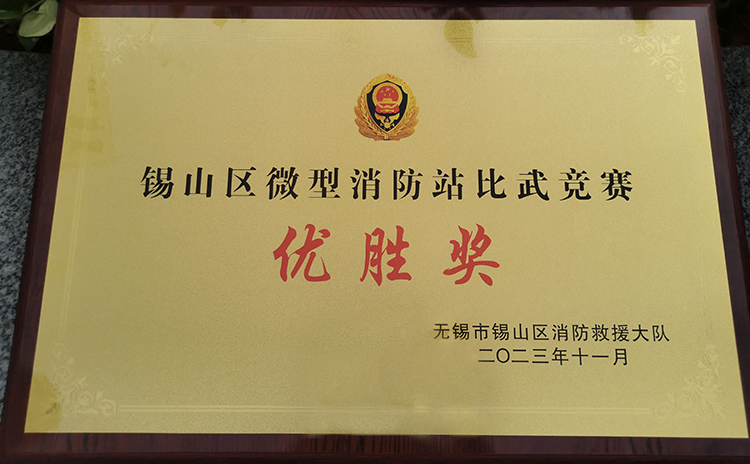 锡山区微型消防站比武竞赛
优胜奖
无锡市锡山区消防救援大队
二〇二三年十一月